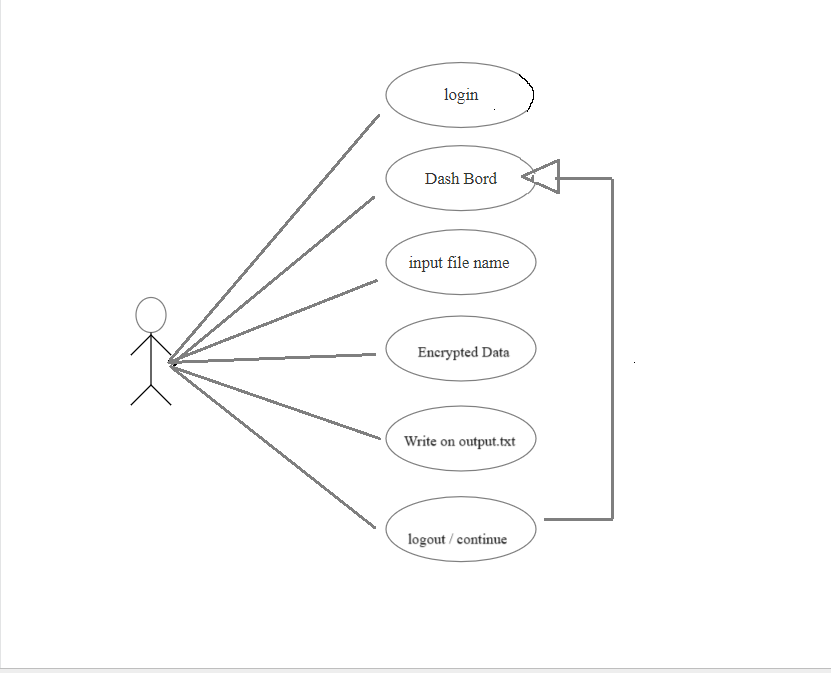 login
Dash Bord
input file name
Encrypted Data
Write on output.txt
logout / continue